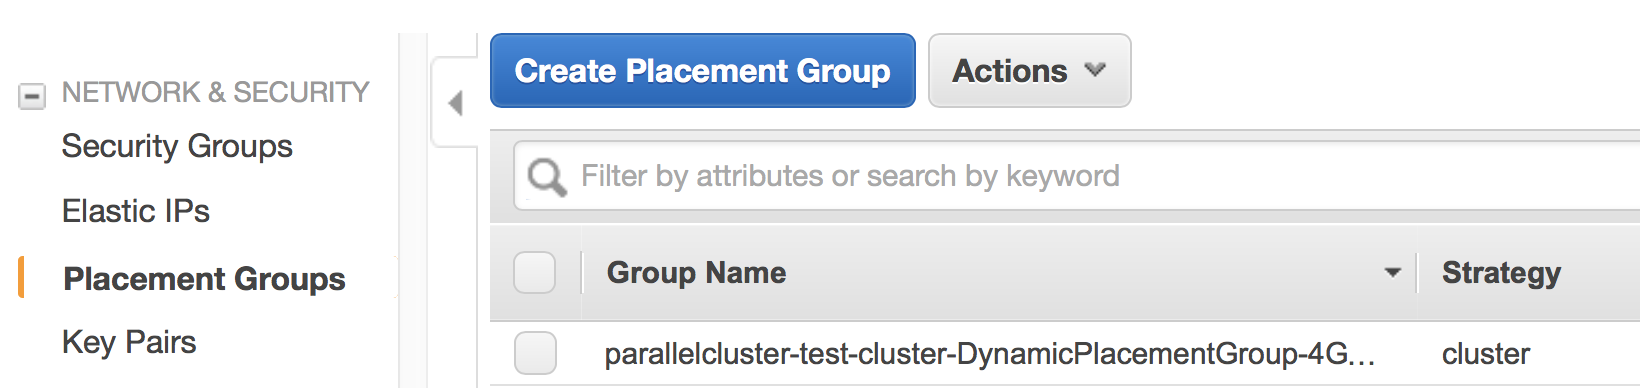 NETWORK & SECURITY
Security Groups
Elastic IPs
Placement Groups
Key Pairs
Create Placement Group Actions
Filter by attributes or search by keyword
Group Name Strategy
parallelcluster-test-cluster-DynamicPlacementGroup-4G... cluster